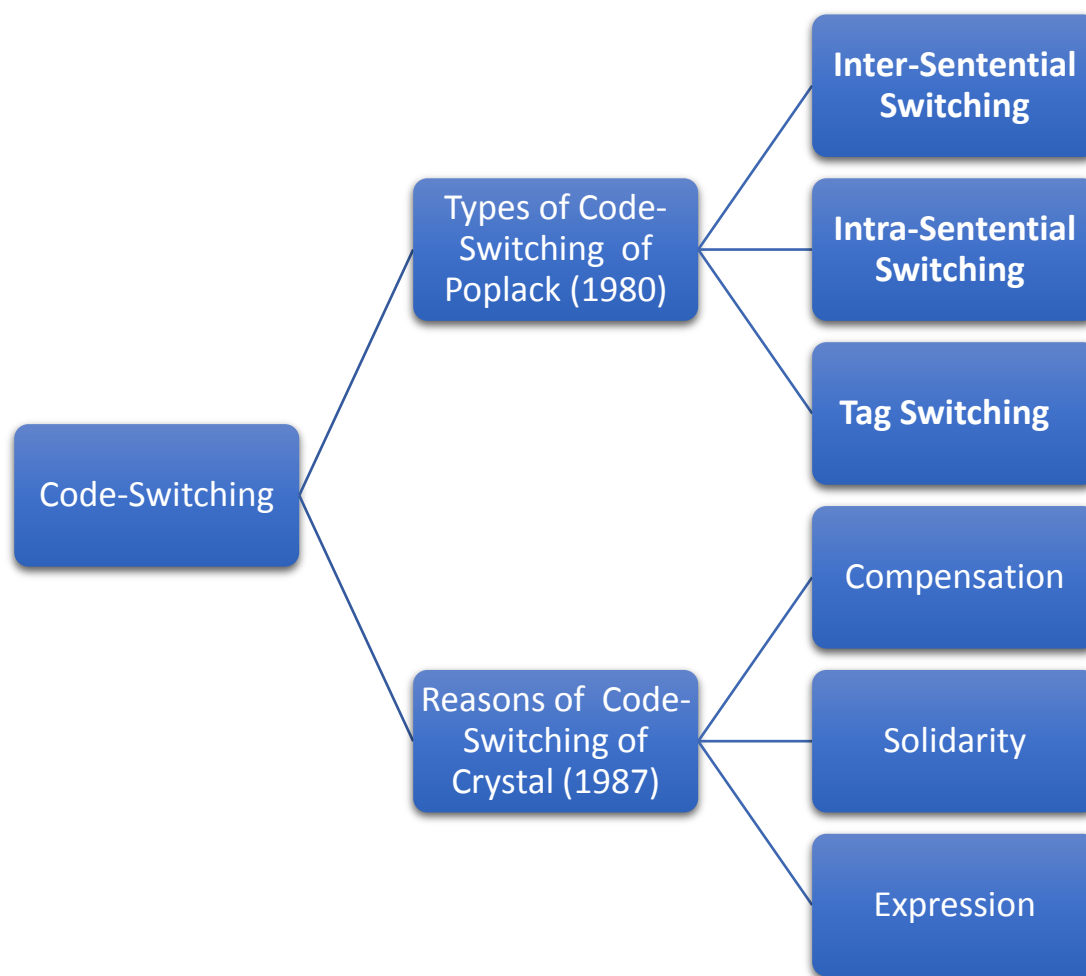 Code-Switching
Types of Code-
Switching  of
Poplack (1980)
Inter-Sentential
Switching
Intra-Sentential
Switching
Tag Switching
Reasons of  Code-
Switching of
Crystal (1987)
Compensation
Solidarity
Expression